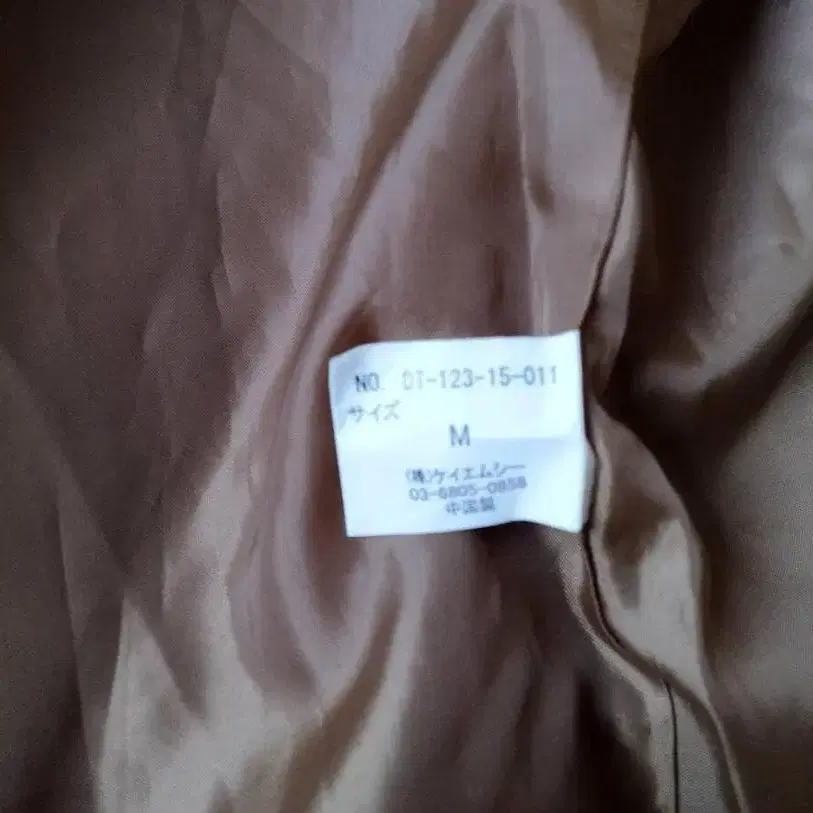 NO. DT-123-15-011
サイズ
M
(株)ケイエムシー
03-6805-0858
中国製